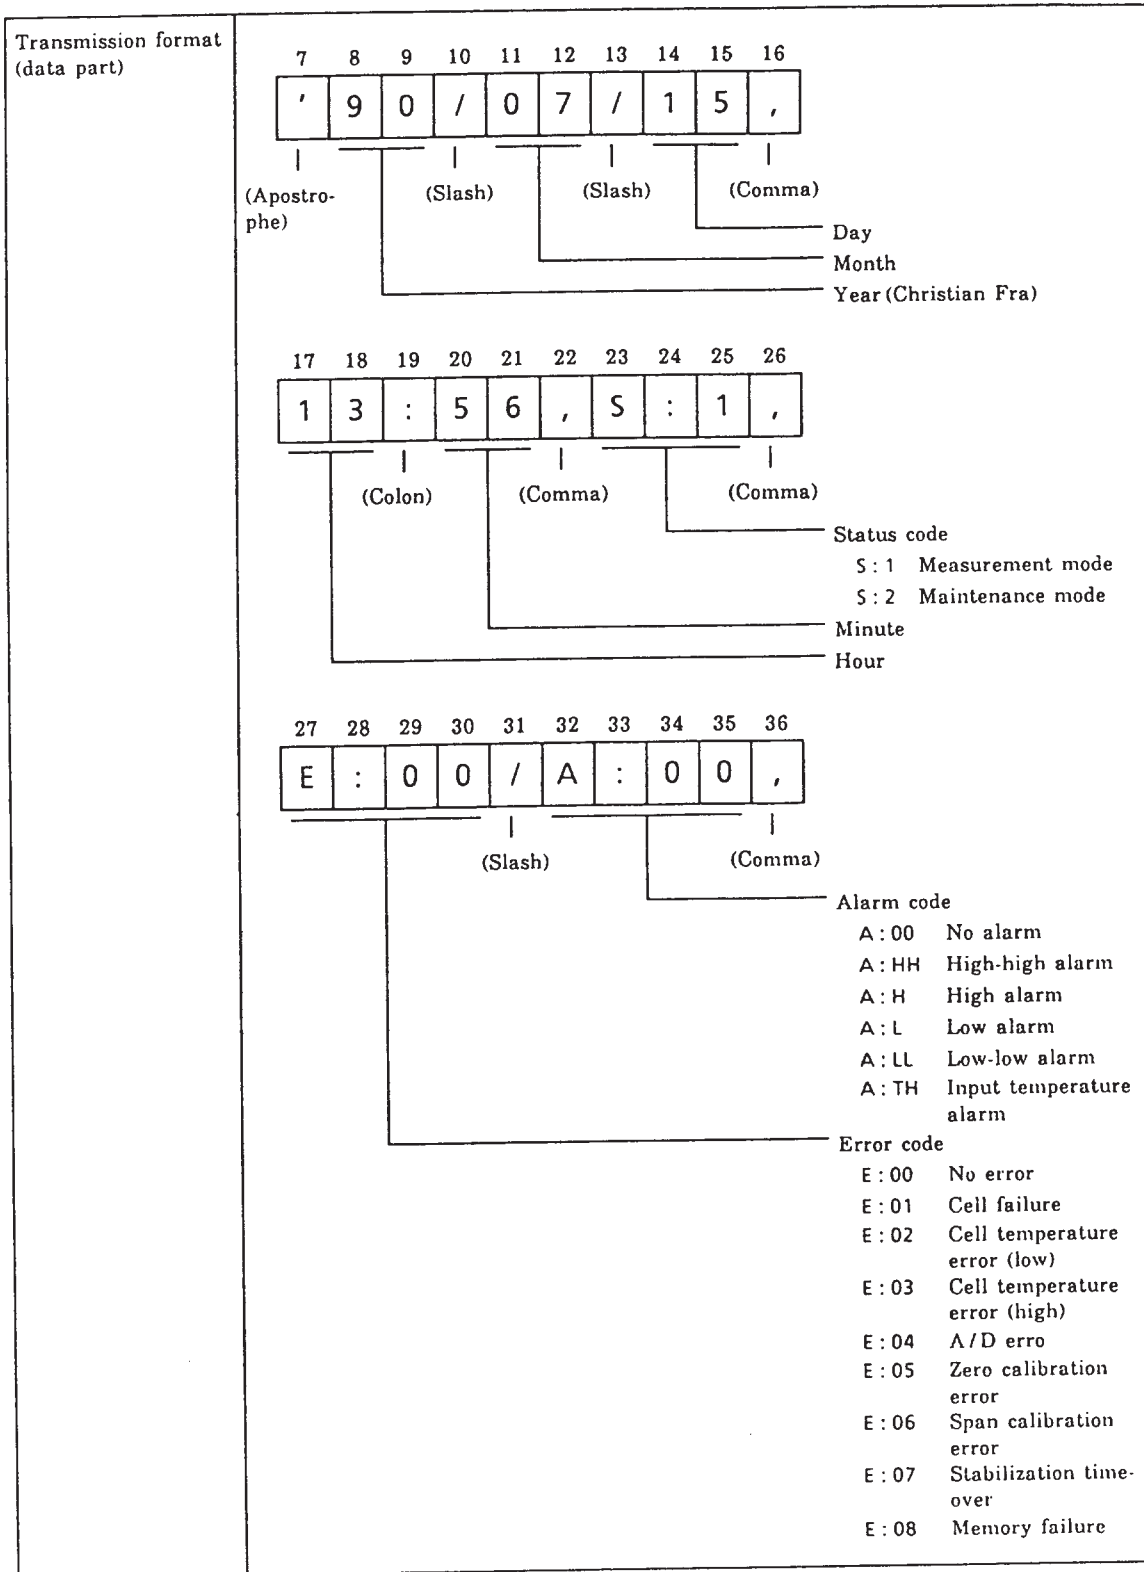 Transmission format
(data part)
7 8 9 10 11 12 13 14 15 16
' 9 0 / 0 7 / 1 5 ,
(Apostro-
phe)
(Slash) (Slash) (Comma)
Day
Month
Year (Christian Fra)
17 18 19 20 21 22 23 24 25 26
1 3 : 5 6 , S : 1 ,
(Colon) (Comma) (Comma)
Status code
S : 1 Measurement mode
S : 2 Maintenance mode
Minute
Hour
27 28 29 30 31 32 33 34 35 36
E : 0 0 / A : 0 0 ,
(Slash) (Comma)
Alarm code
A : 00 No alarm
A : HH High-high alarm
A : H High alarm
A : L Low alarm
A : LL Low-low alarm
A : TH Input temperature
alarm
Error code
E : 00 No error
E : 01 Cell failure
E : 02 Cell temperature
error (low)
E : 03 Cell temperature
error (high)
E : 04 A/D erro
E : 05 Zero calibration
error
E : 06 Span calibration
error
E : 07 Stabilization time-
over
E : 08 Memory failure